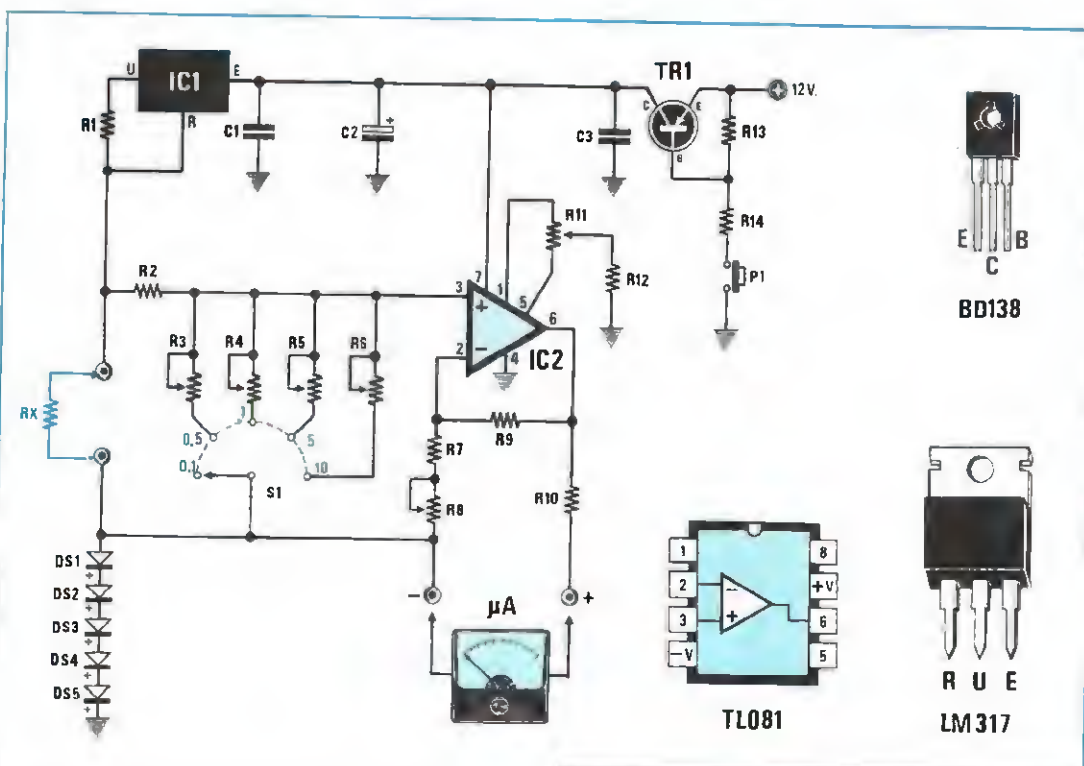 TR1
12V.
U
IC1
E
R
R1
C1
+
C2
C3
C
E
B
R13
R14
P1
E
C
B
BD138
R2
R11
R12
7
1
3
+
5
6
2
−
4
IC2
R3
R4
R5
R6
RX
0,5
1
5
0,1
10
S1
R7
R9
R8
R10
DS1
+
DS2
+
DS3
+
DS4
+
DS5
+
−
µA
+
1
8
2
−
+V
3
+
6
−V
5
TL081
R U E
LM317